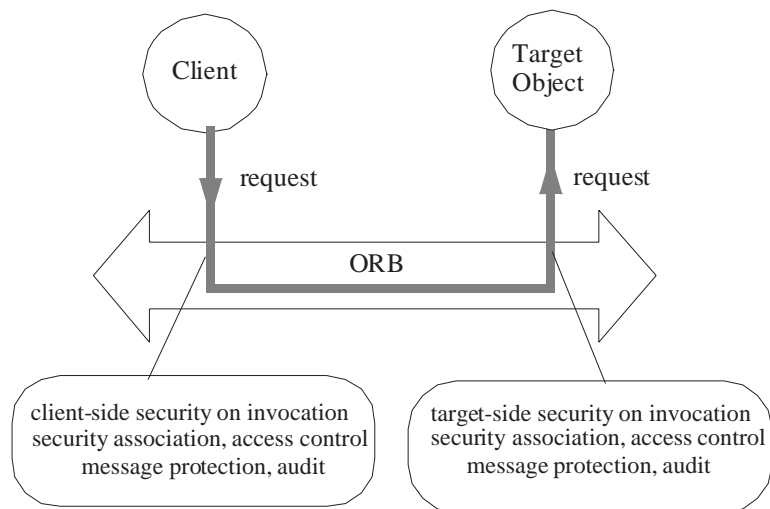 Client
Target
Object
request
request
ORB
client-side security on invocation
security association, access control
message protection, audit
target-side security on invocation
security association, access control
message protection, audit